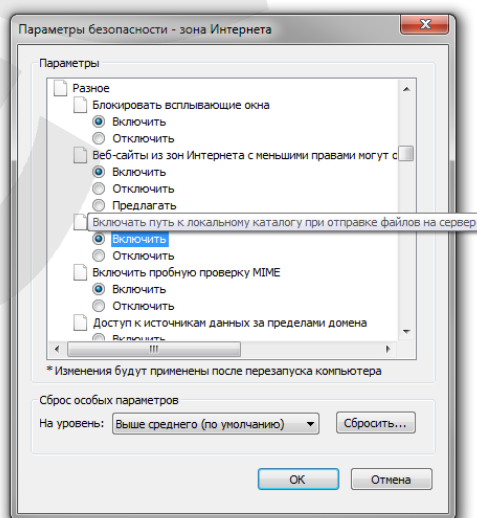 Параметры безопасности - зона Интернета
Параметры
Разное
Блокировать всплывающие окна
Включить
Отключить
Веб-сайты из зон Интернета с меньшими правами могут о
Включить
Отключить
Предлагать
Включать путь к локальному каталогу при отправке файлов на сервер
Включить
Отключить
Включить пробную проверку MIME
Включить
Отключить
Доступ к источникам данных за пределами домена
Включить
* Изменения будут применены после перезапуска компьютера
Сброс особых параметров
На уровень: Выше среднего (по умолчанию) Сбросить...
OK Отмена